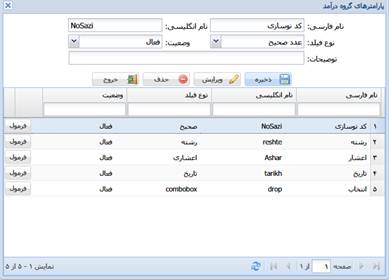 پارامترهای گروه درآمد
نام فارسی: کد نوسازی نام انگلیسی: NoSazi
نوع فیلد: عدد صحیح وضعیت: فعال
توضیحات:
ذخیره ویرایش حذف خروج
نام فارسی نام انگلیسی نوع فیلد وضعیت
۱ کد نوسازی NoSazi صحیح فعال فرمول
۲ رشته reshte رشته فعال فرمول
۳ اعشار Ashar اعشاری فعال فرمول
۴ تاریخ tarikh تاریخ فعال فرمول
۵ انتخاب drop combobox فعال فرمول
صفحه ۱ از ۱ نمایش ۱ - ۵ از ۵